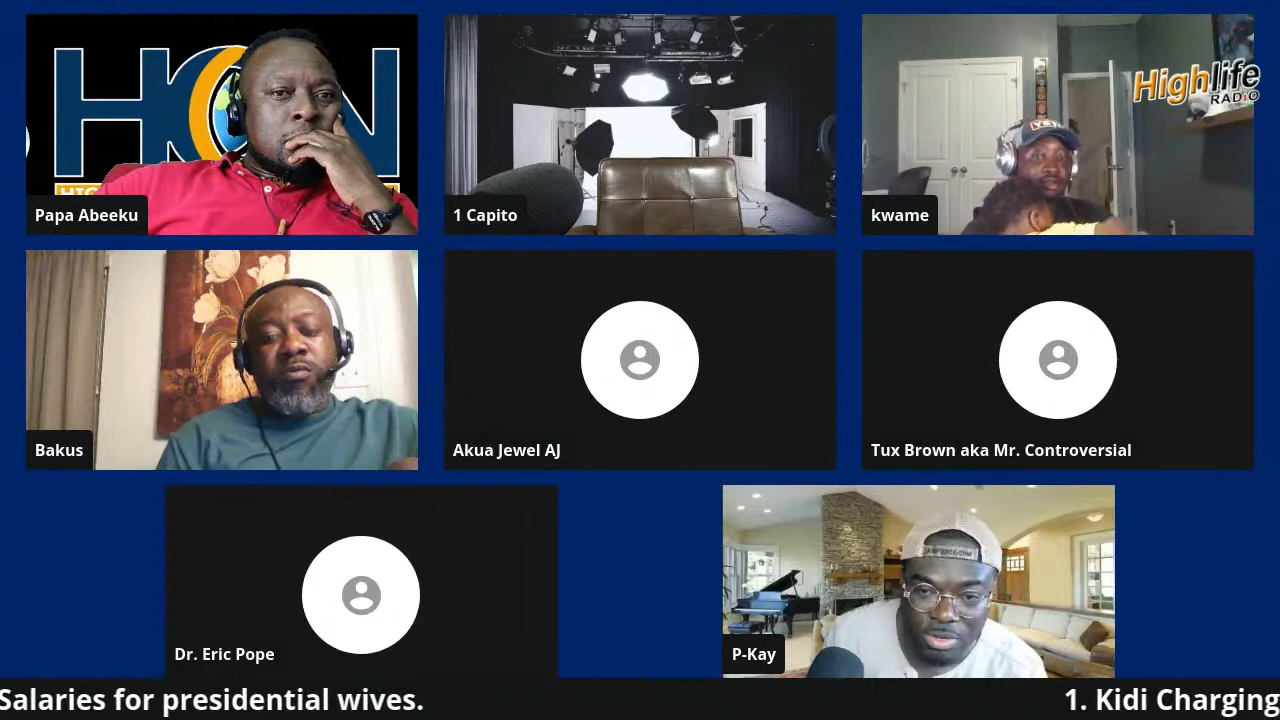 HON
Papa Abeeku
1 Capito
kwame
Highlife
RADIO
Bakus
Akua Jewel AJ
Tux Brown aka Mr. Controversial
Dr. Eric Pope
P-Kay
Salaries for presidential wives.
1. Kidi Charging